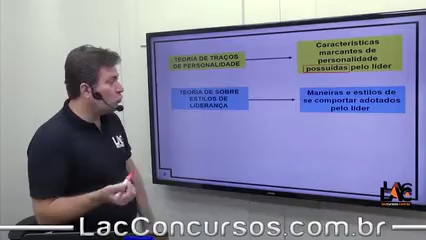 TEORIA DE TRAÇOS
DE PERSONALIDADE
Características
marcantes de
personalidade
possuídas pelo líder
TEORIA DE SOBRE
ESTILOS DE
LIDERANÇA
Maneiras e estilos de
se comportar adotados
pelo líder
LAC
LAC
LacConcursos.com.br